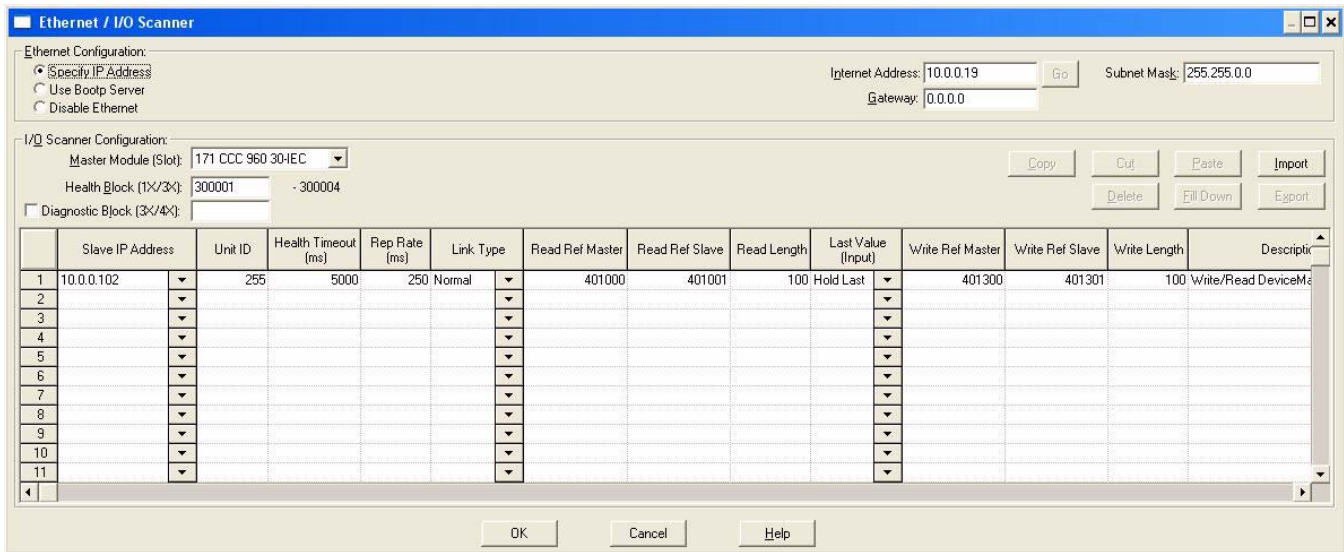 Ethernet / I/O Scanner
Ethernet Configuration:
Specify IP Address
Use Bootp Server
Disable Ethernet
Internet Address: 10.0.0.19 Go Subnet Mask: 255.255.0.0
Gateway: 0.0.0.0
I/O Scanner Configuration:
Master Module (Slot): 171 CCC 960 30-IEC
Health Block (1X/3X): 300001 - 300004
Diagnostic Block (3X/4X):
Copy Cut Paste Import
Delete Fill Down Export
Slave IP Address Unit ID Health Timeout (ms) Rep Rate (ms) Link Type Read Ref Master Read Ref Slave Read Length Last Value (Input) Write Ref Master Write Ref Slave Write Length Descriptic
1 10.0.0.102 255 5000 250 Normal 401000 401001 100 Hold Last 401300 401301 100 Write/Read DeviceMa
2
3
4
5
6
7
8
9
10
11
OK Cancel Help